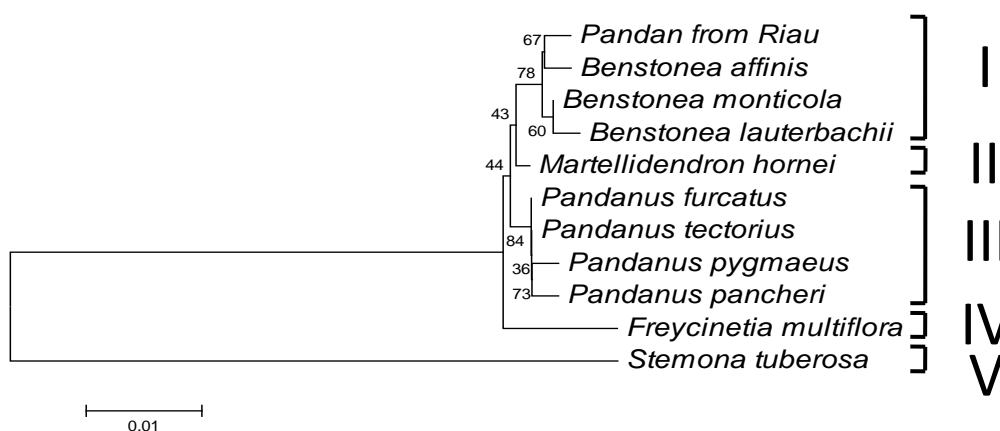 67 Pandan from Riau
Benstonea affinis
78
I
Benstonea monticola
43
60 Benstonea lauterbachii
44 Martellidendron hornei II
Pandanus furcatus
Pandanus tectorius
84
III
36 Pandanus pygmaeus
73 Pandanus pancheri
Freycinetia multiflora IV
Stemona tuberosa V
0.01